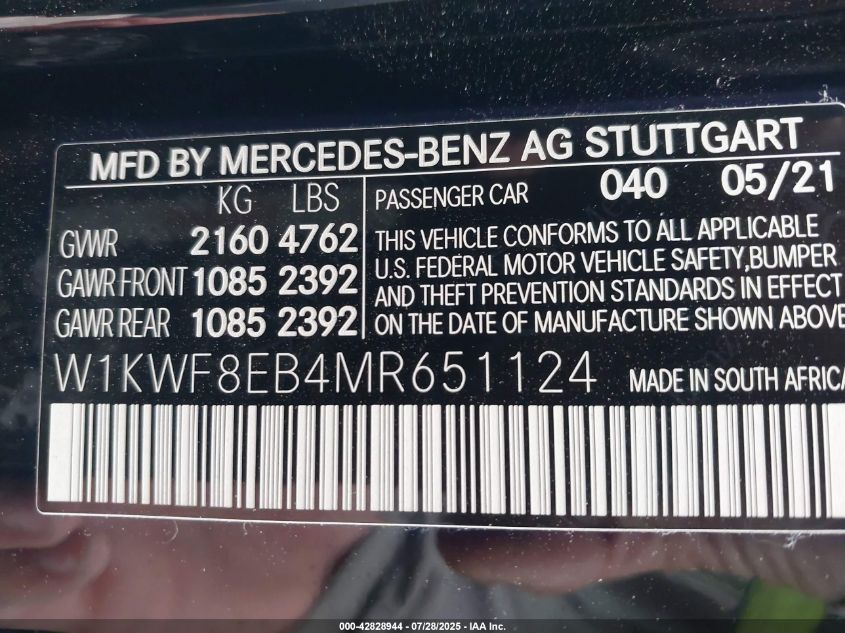 MFD BY MERCEDES-BENZ AG STUTTGART
KG LBS
GVWR 2160 4762
GAWR FRONT 1085 2392
GAWR REAR 1085 2392
PASSENGER CAR 040 05/21
THIS VEHICLE CONFORMS TO ALL APPLICABLE
U.S. FEDERAL MOTOR VEHICLE SAFETY,BUMPER
AND THEFT PREVENTION STANDARDS IN EFFECT
ON THE DATE OF MANUFACTURE SHOWN ABOVE
W1KWF8EB4MR651124 MADE IN SOUTH AFRICA
000-42828944 - 07/28/2025 - IAA Inc.